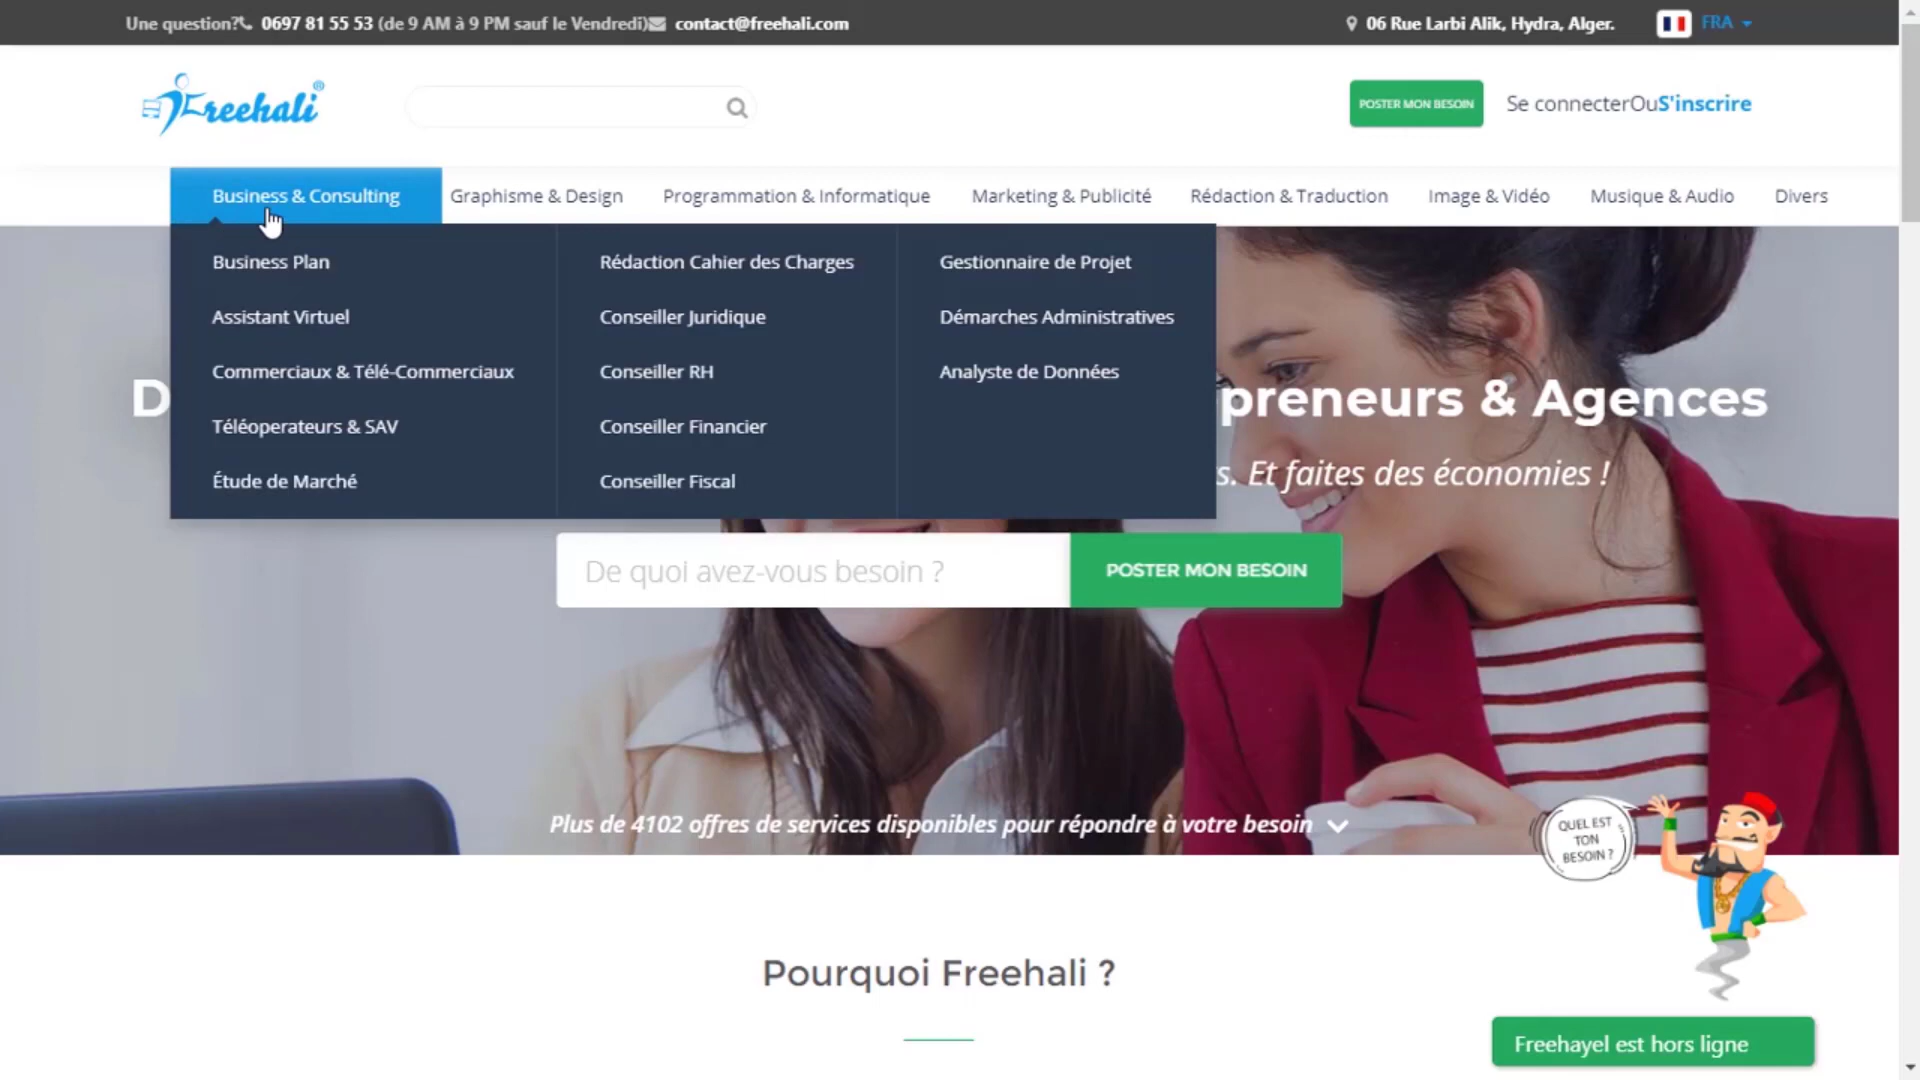 Une question? 0697 81 55 53 (de 9 AM à 9 PM sauf le Vendredi) contact@freehali.com
06 Rue Larbi Alik, Hydra, Alger.
FRA
Freehali®
POSTER MON BESOIN
Se connecterOuS'inscrire
Business & Consulting
Graphisme & Design
Programmation & Informatique
Marketing & Publicité
Rédaction & Traduction
Image & Vidéo
Musique & Audio
Divers
Business Plan
Assistant Virtuel
Commerciaux & Télé-Commerciaux
Téléoperateurs & SAV
Étude de Marché
Rédaction Cahier des Charges
Conseiller Juridique
Conseiller RH
Conseiller Financier
Conseiller Fiscal
Gestionnaire de Projet
Démarches Administratives
Analyste de Données
D preneurs & Agences
s. Et faites des économies !
De quoi avez-vous besoin ?
POSTER MON BESOIN
Plus de 4102 offres de services disponibles pour répondre à votre besoin
QUEL EST
TON
BESOIN ?
Pourquoi Freehali ?
Freehayel est hors ligne